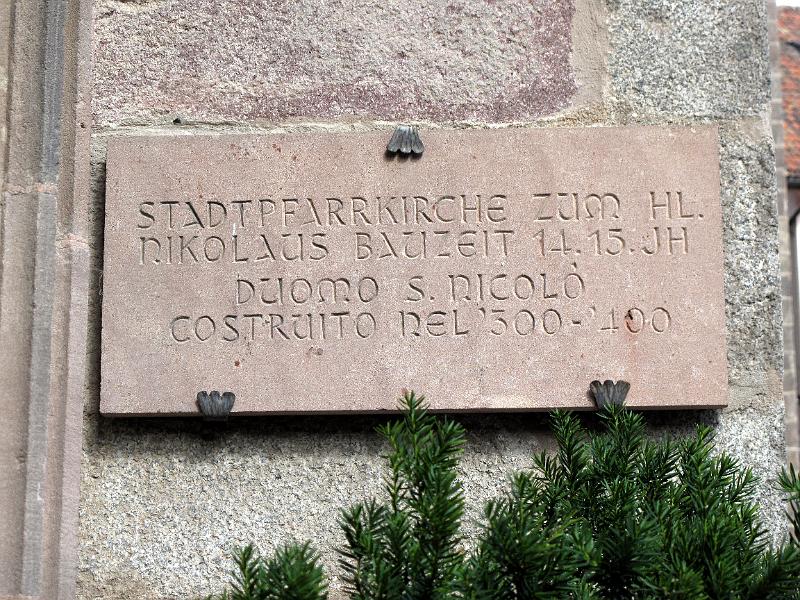 STADTPFARRKIRCHE ZUM HL.
NIKOLAUS BAUZEIT 14.15.JH
DUOMO S. NICOLÒ
COSTRUITO NEL '300-'400